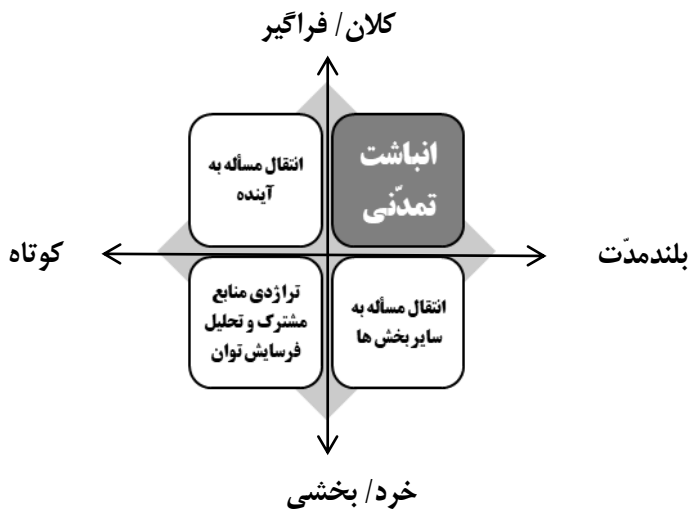 کلان/ فراگیر
انباشت
تمدّنی
انتقال مسأله به
آینده
بلندمدّت
کوتاه
انتقال مسأله به
سایر بخش ها
تراژدی منابع
مشترک و تحلیل
فرسایش توان
خرد/ بخشی